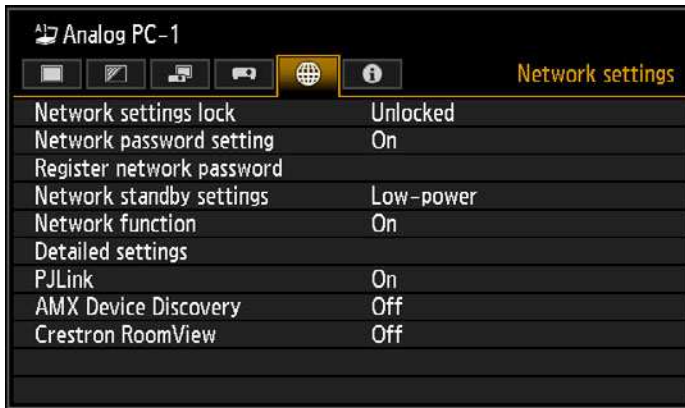 Analog PC-1
Network settings
Network settings lock Unlocked
Network password setting On
Register network password
Network standby settings Low-power
Network function On
Detailed settings
PJLink On
AMX Device Discovery Off
Crestron RoomView Off